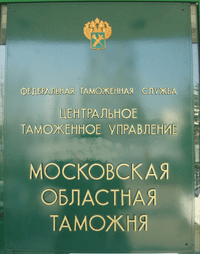 ФЕДЕРАЛЬНАЯ ТАМОЖЕННАЯ СЛУЖБА
ЦЕНТРАЛЬНОЕ
ТАМОЖЕННОЕ УПРАВЛЕНИЕ
МОСКОВСКАЯ
ОБЛАСТНАЯ
ТАМОЖНЯ